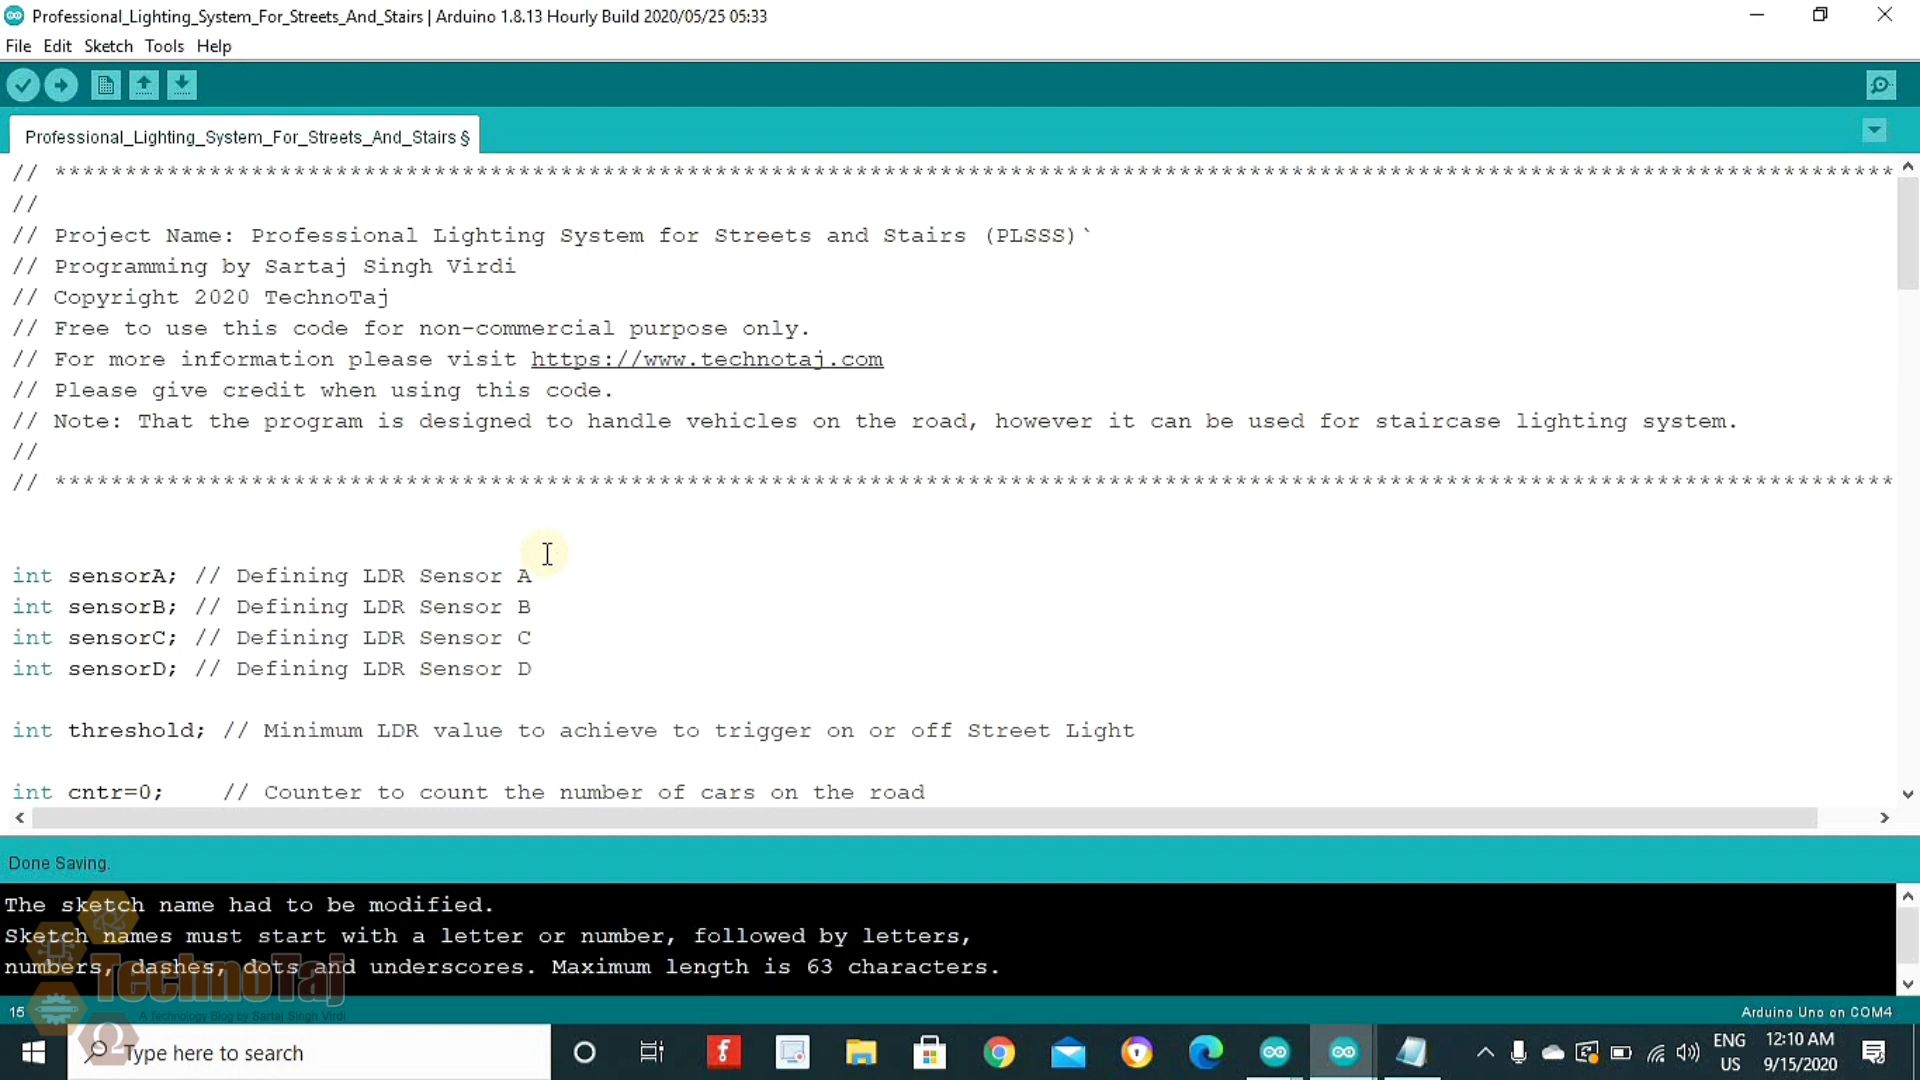 Professional_Lighting_System_For_Streets_And_Stairs | Arduino 1.8.13 Hourly Build 2020/05/25 05:33
File Edit Sketch Tools Help
Professional_Lighting_System_For_Streets_And_Stairs §
// ***********************************************************************************************************************************
//
// Project Name: Professional Lighting System for Streets and Stairs (PLSSS)`
// Programming by Sartaj Singh Virdi
// Copyright 2020 TechnoTaj
// Free to use this code for non-commercial purpose only.
// For more information please visit https://www.technotaj.com
// Please give credit when using this code.
// Note: That the program is designed to handle vehicles on the road, however it can be used for staircase lighting system.
//
// ***********************************************************************************************************************************
int sensorA; // Defining LDR Sensor A
int sensorB; // Defining LDR Sensor B
int sensorC; // Defining LDR Sensor C
int sensorD; // Defining LDR Sensor D
int threshold; // Minimum LDR value to achieve to trigger on or off Street Light
int cntr=0;    // Counter to count the number of cars on the road
Done Saving.
The sketch name had to be modified.
Sketch names must start with a letter or number, followed by letters,
numbers, dashes, dots and underscores. Maximum length is 63 characters.
TechnoTaj
A Technology Blog by Sartaj Singh Virdi
15
Arduino Uno on COM4
Type here to search
ENG
US
12:10 AM
9/15/2020